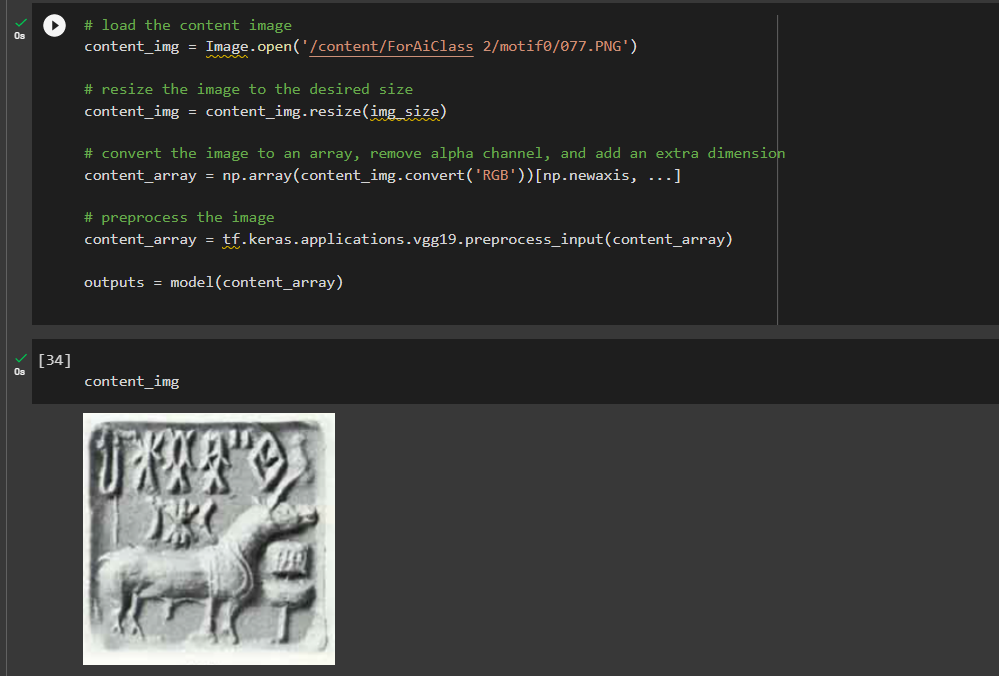 0s
# load the content image
content_img = Image.open('/content/ForAiClass 2/motif0/077.PNG')
# resize the image to the desired size
content_img = content_img.resize(img_size)
# convert the image to an array, remove alpha channel, and add an extra dimension
content_array = np.array(content_img.convert('RGB'))[np.newaxis, ...]
# preprocess the image
content_array = tf.keras.applications.vgg19.preprocess_input(content_array)
outputs = model(content_array)
0s [34]
content_img